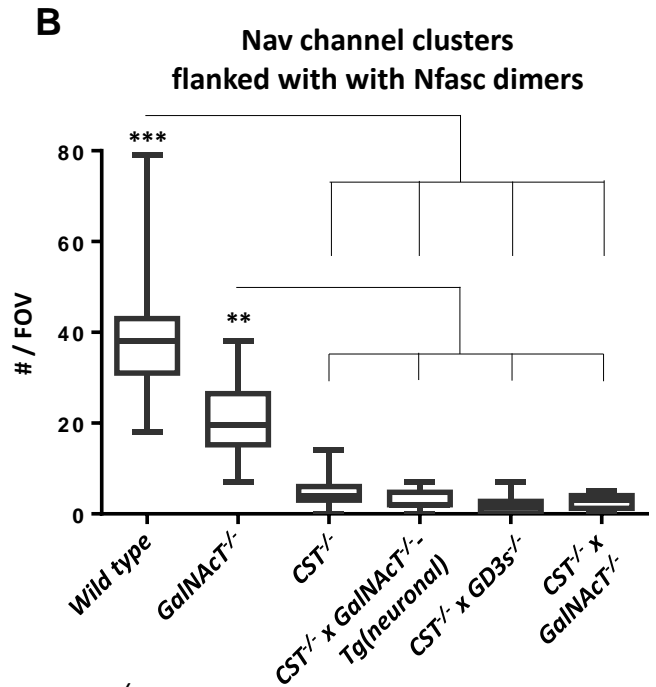 B
Nav channel clusters
flanked with with Nfasc dimers
***
80
60
**
40
20
0
# / FOV
Wild type
GalNAcT-/-
CST-/-
CST-/- x GalNAcT-/--
Tg(neuronal)
CST-/- x GD3s-/-
CST-/- x
GalNAcT-/-